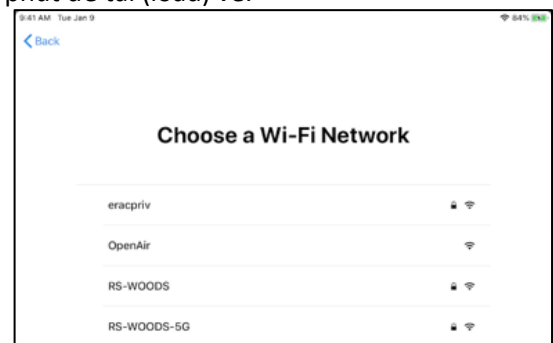 9:41 AM Tue Jan 9 84%
Back
Choose a Wi-Fi Network
eracpriv
OpenAir
RS-WOODS
RS-WOODS-5G